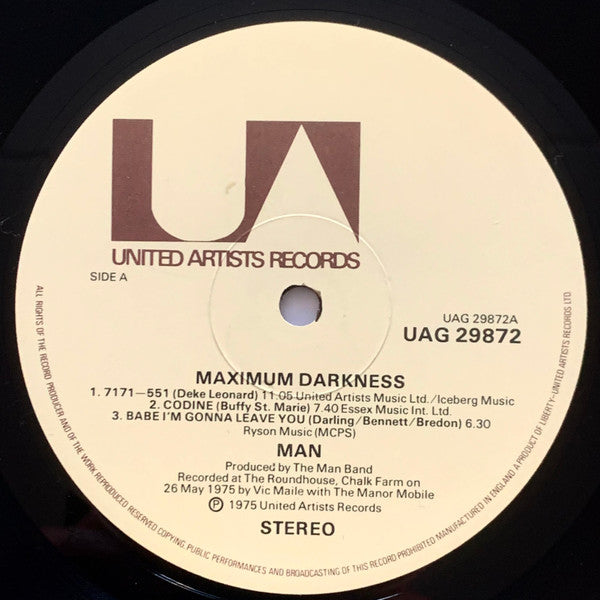 UA
UNITED ARTISTS RECORDS
SIDE A
UAG 29872A
UAG 29872
MAXIMUM DARKNESS
1. 7171—551 (Deke Leonard) 11.05 United Artists Music Ltd./Iceberg Music
2. CODINE (Buffy St. Marie) 7.40 Essex Music Int. Ltd.
3. BABE I'M GONNA LEAVE YOU (Darling/Bennett/Bredon) 6.30
Ryson Music (MCPS)
MAN
Produced by The Man Band
Recorded at The Roundhouse, Chalk Farm on
26 May 1975 by Vic Maile with The Manor Mobile
Ⓟ 1975 United Artists Records
STEREO
ALL RIGHTS OF THE RECORD PRODUCER AND OF THE WORK REPRODUCED RESERVED COPYING, PUBLIC PERFORMANCES AND BROADCASTING OF THIS RECORD PROHIBITED MANUFACTURED IN ENGLAND A PRODUCT OF LIBERTY–UNITED ARTISTS RECORDS LTD.